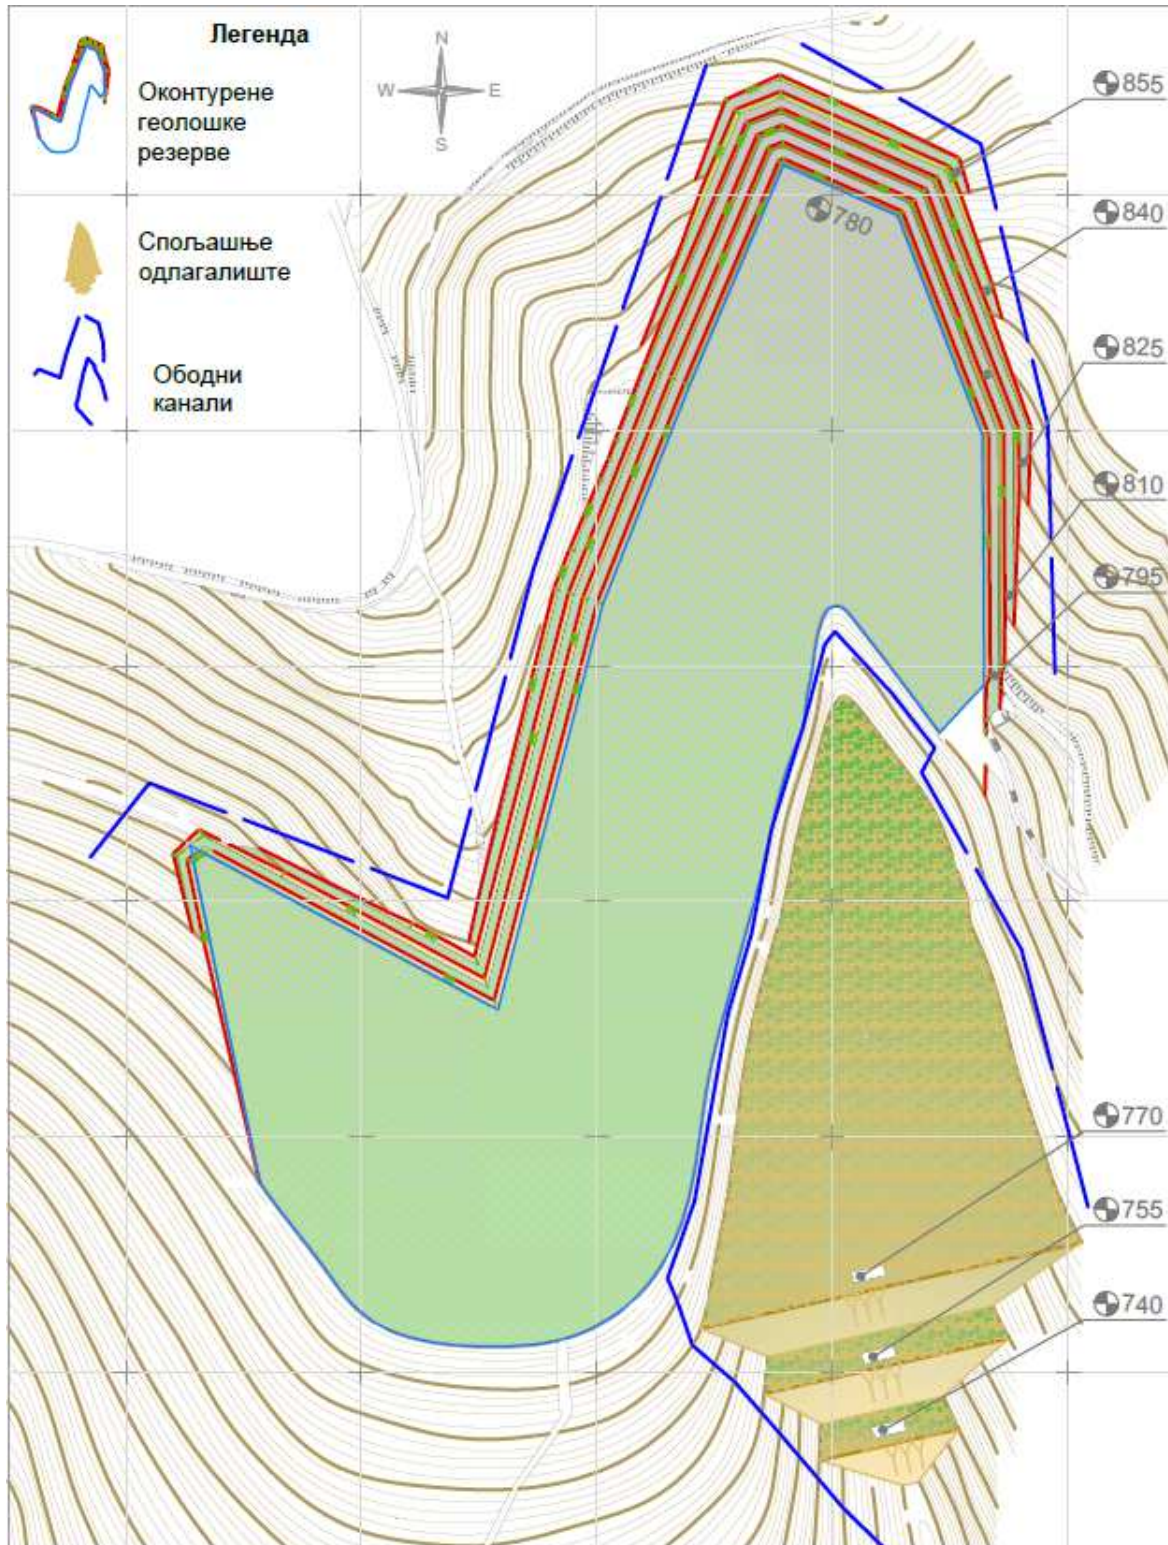 Легенда
Оконтурене
геолошке
резерве
Спољашње
одлагалиште
Ободни
канали
N
W E
S
855
840
780
825
810
795
770
755
740